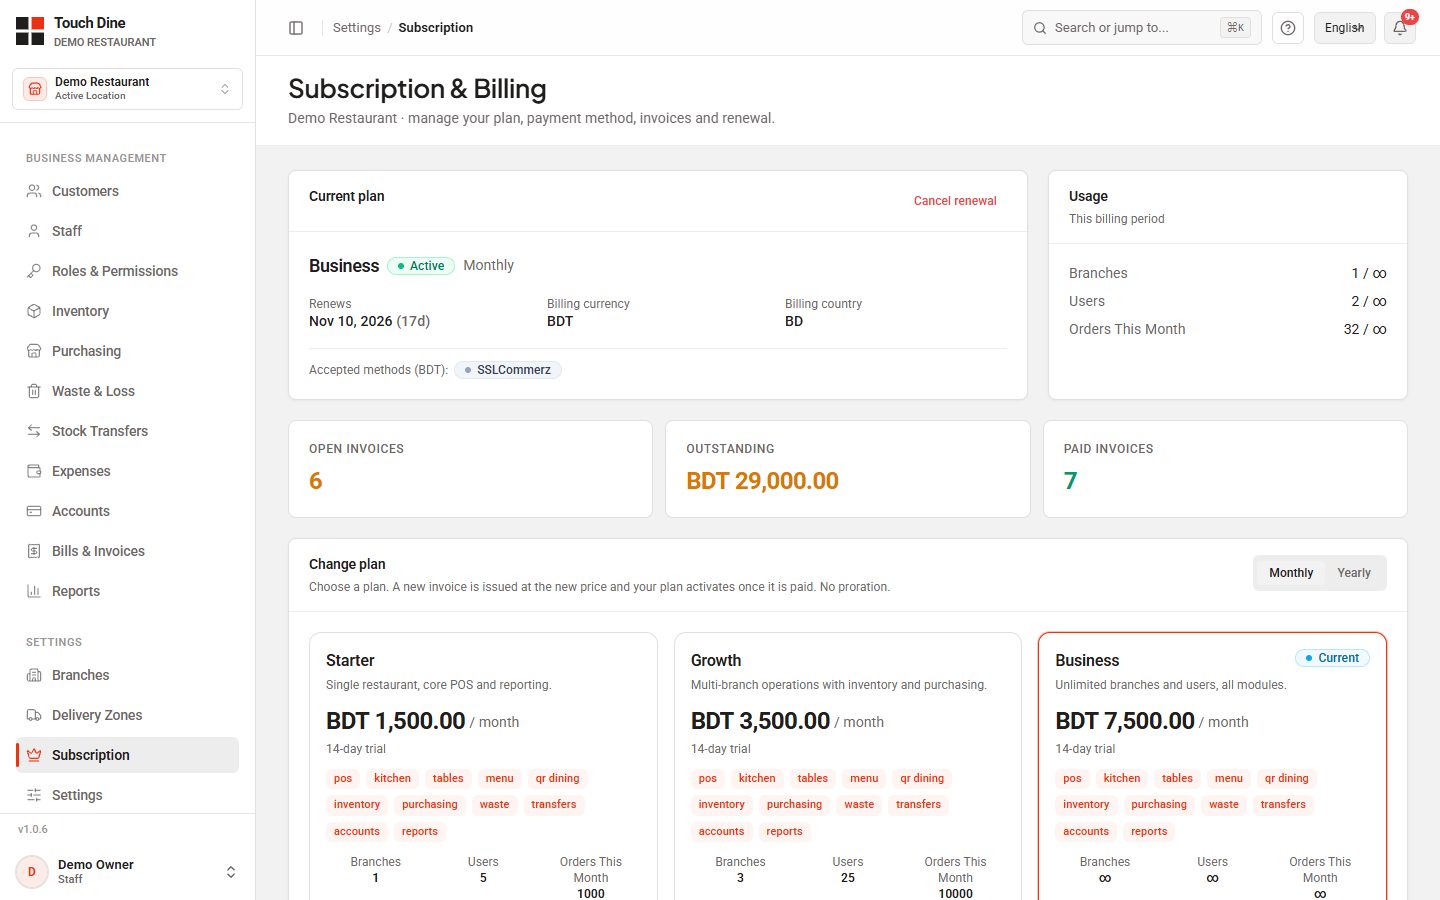 Touch Dine
DEMO RESTAURANT
Demo Restaurant
Active Location
BUSINESS MANAGEMENT
Customers
Staff
Roles & Permissions
Inventory
Purchasing
Waste & Loss
Stock Transfers
Expenses
Accounts
Bills & Invoices
Reports
SETTINGS
Branches
Delivery Zones
Subscription
Settings
v1.0.6
D
Demo Owner
Staff
Settings / Subscription
Search or jump to...
⌘K
English
9+
Subscription & Billing
Demo Restaurant · manage your plan, payment method, invoices and renewal.
Current plan
Cancel renewal
Business
Active
Monthly
Renews
Nov 10, 2026 (17d)
Billing currency
BDT
Billing country
BD
Accepted methods (BDT):
SSLCommerz
Usage
This billing period
Branches 1 / ∞
Users 2 / ∞
Orders This Month 32 / ∞
OPEN INVOICES
6
OUTSTANDING
BDT 29,000.00
PAID INVOICES
7
Change plan
Choose a plan. A new invoice is issued at the new price and your plan activates once it is paid. No proration.
Monthly
Yearly
Starter
Single restaurant, core POS and reporting.
BDT 1,500.00 / month
14-day trial
pos kitchen tables menu qr dining
inventory purchasing waste transfers
accounts reports
Branches
1
Users
5
Orders This
Month
1000
Growth
Multi-branch operations with inventory and purchasing.
BDT 3,500.00 / month
14-day trial
pos kitchen tables menu qr dining
inventory purchasing waste transfers
accounts reports
Branches
3
Users
25
Orders This
Month
10000
Business
Current
Unlimited branches and users, all modules.
BDT 7,500.00 / month
14-day trial
pos kitchen tables menu qr dining
inventory purchasing waste transfers
accounts reports
Branches
∞
Users
∞
Orders This
Month
∞